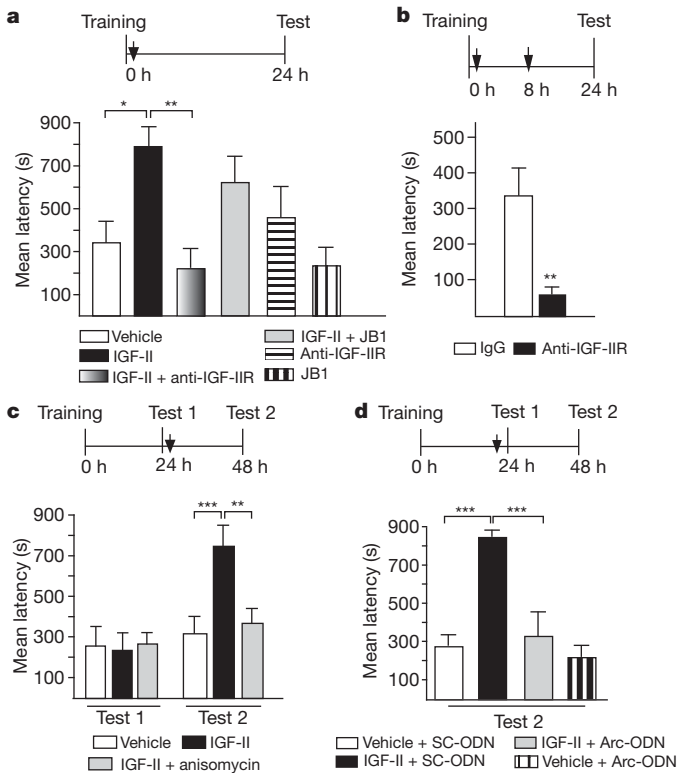 a
Training Test
0 h 24 h
* **
Mean latency (s)
900
700
500
300
100
Vehicle IGF-II + JB1
IGF-II Anti-IGF-IIR
IGF-II + anti-IGF-IIR JB1
b
Training Test
0 h 8 h 24 h
Mean latency (s)
500
400
300
200
100
**
IgG Anti-IGF-IIR
c
Training Test 1 Test 2
0 h 24 h 48 h
*** **
Mean latency (s)
900
700
500
300
100
Test 1 Test 2
Vehicle IGF-II
IGF-II + anisomycin
d
Training Test 1 Test 2
0 h 24 h 48 h
*** ***
Mean latency (s)
900
700
500
300
100
Test 2
Vehicle + SC-ODN IGF-II + Arc-ODN
IGF-II + SC-ODN Vehicle + Arc-ODN